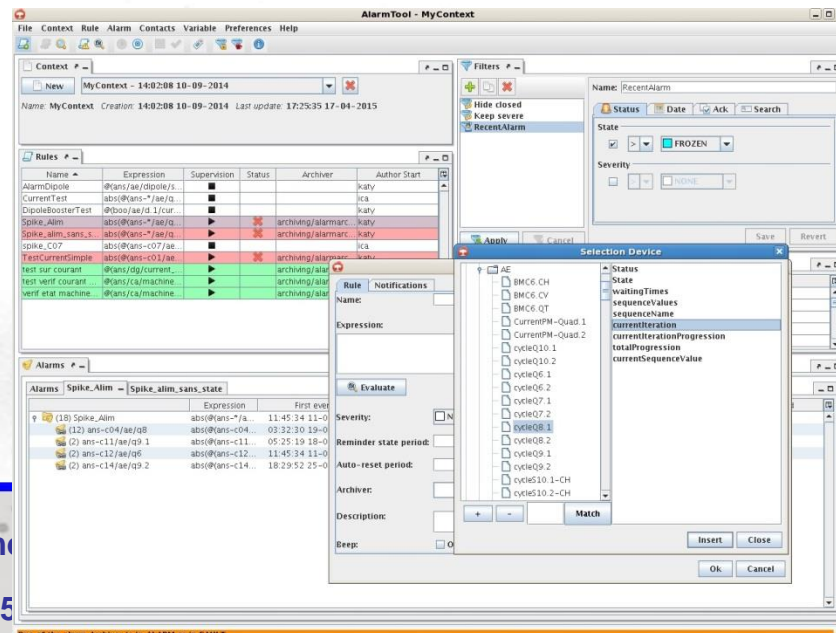 AlarmTool - MyContext
File Context Rule Alarm Contacts Variable Preferences Help
Context
New MyContext - 14:02:08 10-09-2014
Name: MyContext Creation: 14:02:08 10-09-2014 Last update: 17:25:35 17-04-2015
Filters
Hide closed
Keep severe
RecentAlarm
Name: RecentAlarm
Status Date Ack Search
State
> FROZEN
Severity
> NONE
Apply Cancel
Save Revert
Rules
Name Expression Supervision Status Archiver Author Start
AlarmDipole @(ans/ae/dipole/s... katy
CurrentTest abs(@(ans-*/ae/q... ica
DipoleBoosterTest @(boo/ae/d.1/cur... katy
Spike_Alim abs(@(ans-*/ae/q... archiving/alarmarc... katy
Spike_alim_sans_s... abs(@(ans-*/ae/q... archiving/alarmarc... katy
spike_C07 abs(@(ans-c07/ae... ica
TestCurrentSimple abs(@(ans-c01/ae... archiving/alarmarc... katy
test sur courant @(ans/dg/current_... archiving/alar
test verif courant ... @(ans/ca/machine... archiving/alar
verif etat machine... @(ans/ca/machine... archiving/alar
Alarms
Alarms Spike_Alim Spike_alim_sans_state
Expression First eve
(18) Spike_Alim abs(@(ans-*/a... 11:45:34 11-0
(12) ans-c04/ae/q8 abs(@(ans-c04... 03:32:30 19-0
(2) ans-c11/ae/q9.1 abs(@(ans-c11... 05:25:19 18-0
(2) ans-c12/ae/q6 abs(@(ans-c12... 11:45:34 11-0
(2) ans-c14/ae/q9.2 abs(@(ans-c14... 18:29:52 25-0
Rule Notifications
Name:
Expression:
Evaluate
Severity: N
Reminder state period:
Auto-reset period:
Archiver:
Description:
Beep: O
Ok Cancel
Selection Device
AE
BMC6.CH
BMC6.CV
BMC6.QT
CurrentPM-Quad.1
CurrentPM-Quad.2
cycleQ10.1
cycleQ10.2
cycleQ6.1
cycleQ6.2
cycleQ7.1
cycleQ7.2
cycleQ8.1
cycleQ8.2
cycleQ9.1
cycleQ9.2
cycleS10.1-CH
cycleS10.2-CH
Status
State
waitingTimes
sequenceValues
sequenceName
currentIteration
currentIterationProgression
totalProgression
currentSequenceValue
+ - Match
Insert Close
5